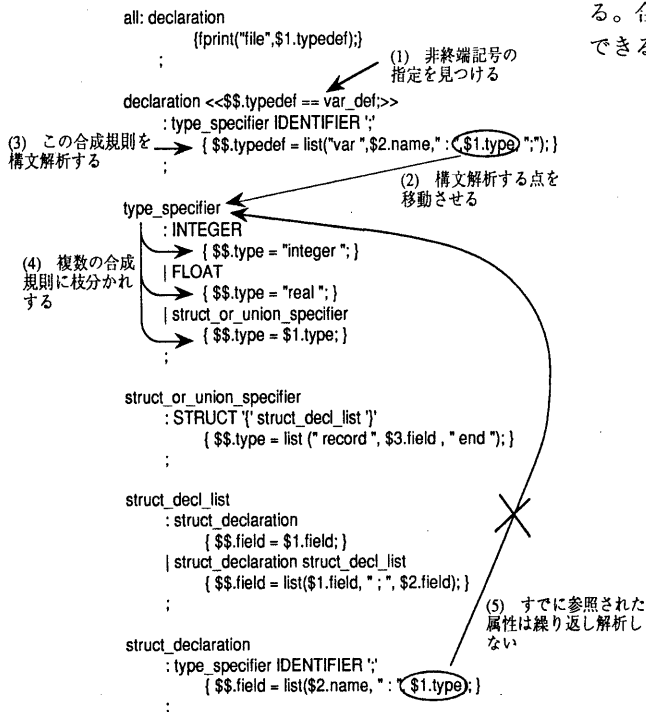 all: declaration
る。合
{fprint("file",$1.typedef);}
できる
;
(1) 非終端記号の
指定を見つける
declaration <<$$.typedef == var_def;>>
: type_specifier IDENTIFIER ';'
(3) この合成規則を
構文解析する
{ $$.typedef = list("var ",$2.name," : ",$1.type, ";"); }
;
(2) 構文解析する点を
移動させる
type_specifier
: INTEGER
{ $$.type = "integer "; }
(4) 複数の合成
規則に枝分かれ
する
| FLOAT
{ $$.type = "real "; }
| struct_or_union_specifier
{ $$.type = $1.type; }
;
struct_or_union_specifier
: STRUCT '{' struct_decl_list '}'
{ $$.type = list (" record ", $3.field , " end "); }
;
struct_decl_list
: struct_declaration
{ $$.field = $1.field; }
| struct_declaration struct_decl_list
{ $$.field = list($1.field, " ; ", $2.field); }
;
(5) すでに参照された
属性は繰り返し解析し
ない
struct_declaration
: type_specifier IDENTIFIER ';'
{ $$.field = list($2.name, " : ", $1.type); }
;